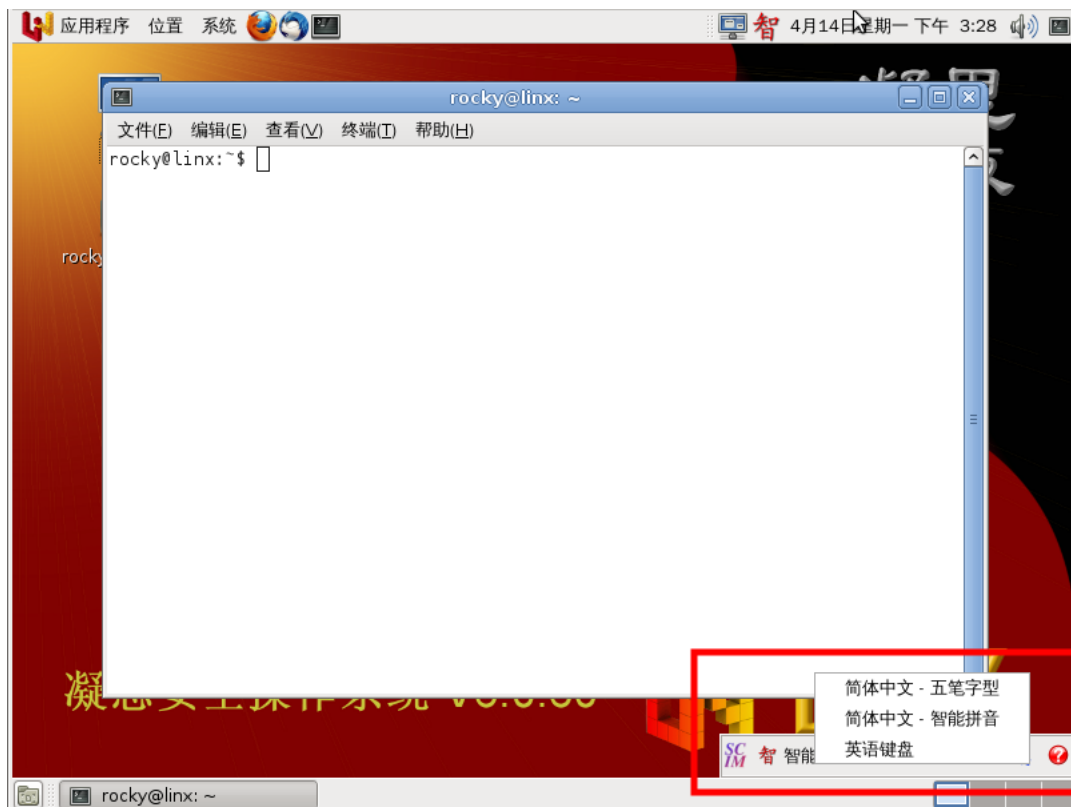 应用程序 位置 系统 智 4月14日星期一 下午 3:28
rocky@linx: ~
文件(F) 编辑(E) 查看(V) 终端(T) 帮助(H)
rocky@linx:~$
rocky
简体中文 - 五笔字型
简体中文 - 智能拼音
英语键盘
SCIM 智 智能
rocky@linx: ~